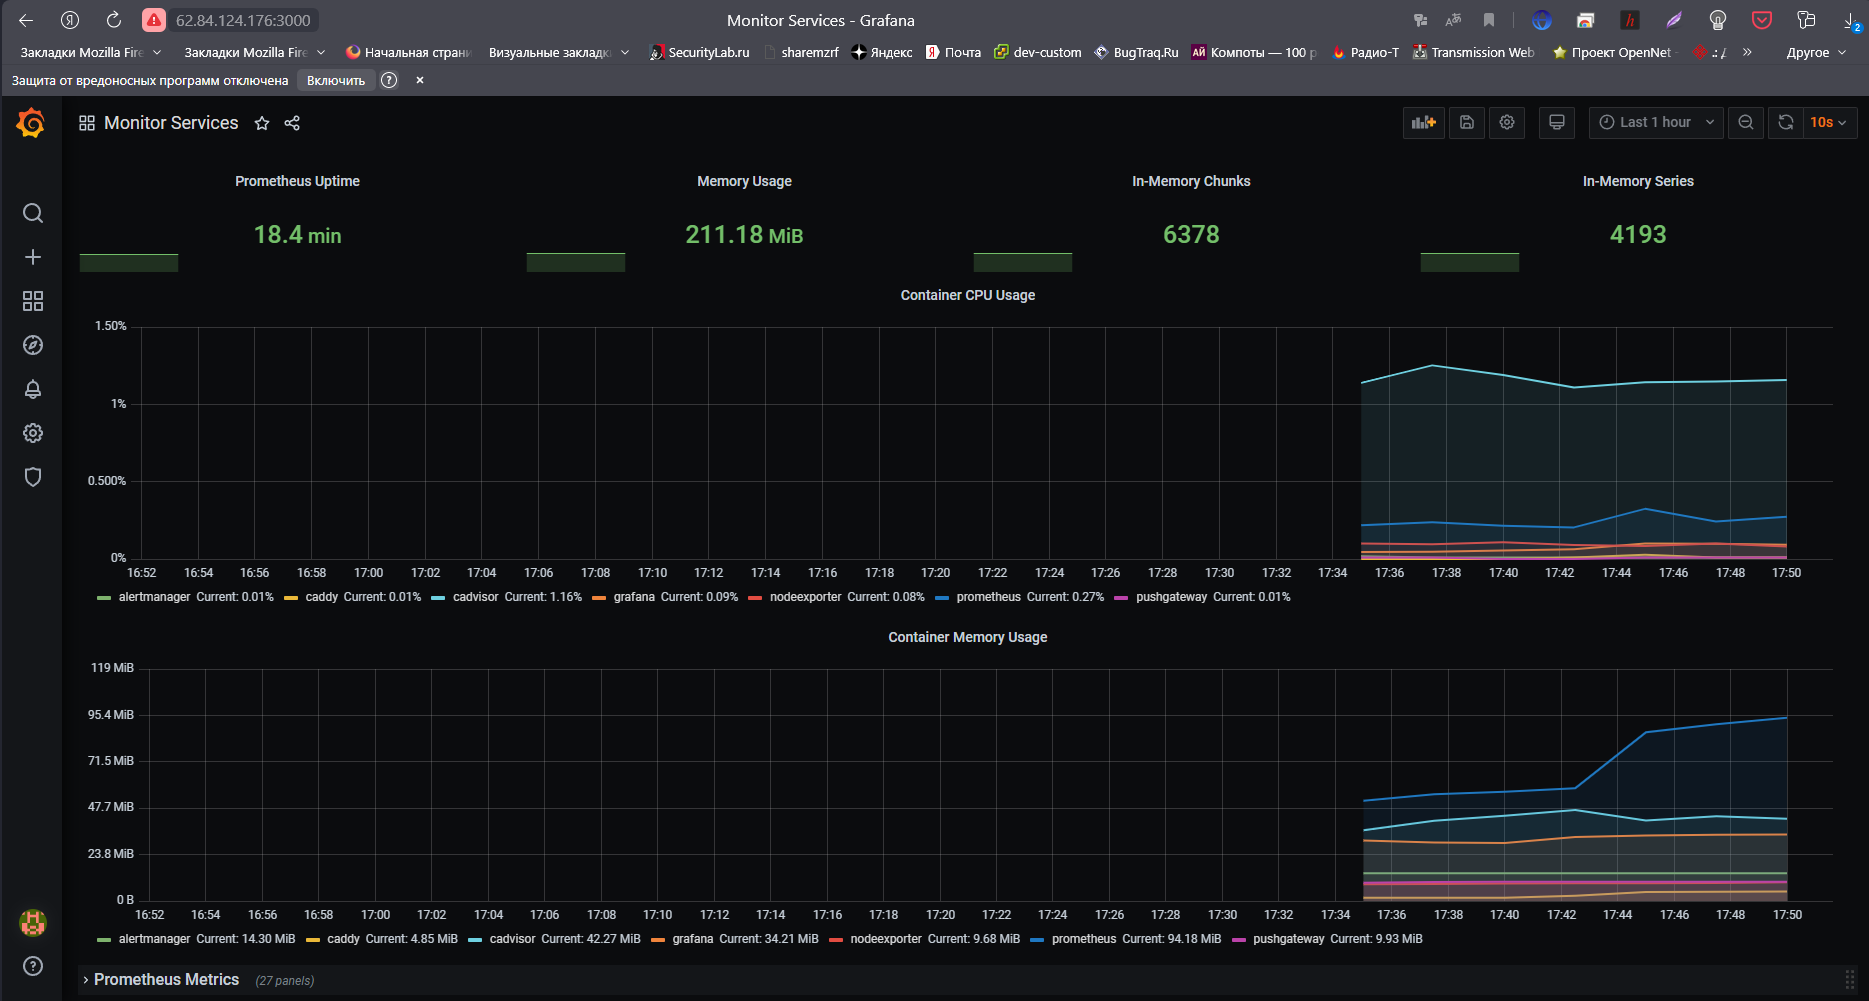 62.84.124.176:3000
Monitor Services - Grafana
2
Закладки Mozilla Fire
Закладки Mozilla Fire
Начальная страни
Визуальные закладки
SecurityLab.ru
sharemzrf
Яндекс
Почта
dev-custom
BugTraq.Ru
Компоты — 100 р
Радио-Т
Transmission Web
Проект OpenNet
Другое
Защита от вредоносных программ отключена
Включить
Monitor Services
Last 1 hour
10s
Prometheus Uptime
Memory Usage
In-Memory Chunks
In-Memory Series
18.4 min
211.18 MiB
6378
4193
Container CPU Usage
1.50%
1%
0.500%
0%
16:52 16:54 16:56 16:58 17:00 17:02 17:04 17:06 17:08 17:10 17:12 17:14 17:16 17:18 17:20 17:22 17:24 17:26 17:28 17:30 17:32 17:34 17:36 17:38 17:40 17:42 17:44 17:46 17:48 17:50
alertmanager Current: 0.01% caddy Current: 0.01% cadvisor Current: 1.16% grafana Current: 0.09% nodeexporter Current: 0.08% prometheus Current: 0.27% pushgateway Current: 0.01%
Container Memory Usage
119 MiB
95.4 MiB
71.5 MiB
47.7 MiB
23.8 MiB
0 B
16:52 16:54 16:56 16:58 17:00 17:02 17:04 17:06 17:08 17:10 17:12 17:14 17:16 17:18 17:20 17:22 17:24 17:26 17:28 17:30 17:32 17:34 17:36 17:38 17:40 17:42 17:44 17:46 17:48 17:50
alertmanager Current: 14.30 MiB caddy Current: 4.85 MiB cadvisor Current: 42.27 MiB grafana Current: 34.21 MiB nodeexporter Current: 9.68 MiB prometheus Current: 94.18 MiB pushgateway Current: 9.93 MiB
Prometheus Metrics (27 panels)